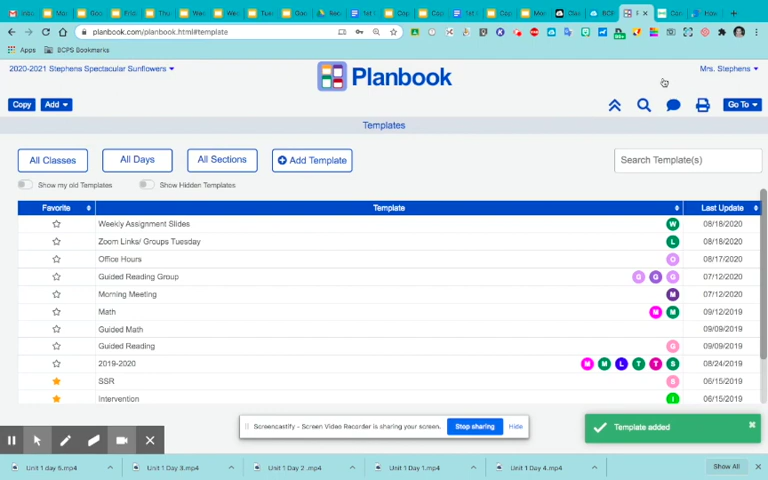 planbook.com/planbook.html#template
Apps
BCPS Bookmarks
2020-2021 Stephens Spectacular Sunflowers
Planbook
Mrs. Stephens
Copy
Add
Go To
Templates
All Classes
All Days
All Sections
Add Template
Search Template(s)
Show my old Templates
Show Hidden Templates
Favorite
Template
Last Update
Weekly Assignment Slides
W
08/18/2020
Zoom Links/ Groups Tuesday
L
08/18/2020
Office Hours
O
08/17/2020
Guided Reading Group
G G G
07/12/2020
Morning Meeting
M
07/12/2020
Math
M M
09/12/2019
Guided Math
09/09/2019
Guided Reading
G
09/09/2019
2019-2020
M M L T T S
08/24/2019
SSR
S
06/15/2019
Intervention
I
06/15/2019
Screencastify - Screen Video Recorder is sharing your screen.
Stop sharing
Hide
Template added
Unit 1 day 5.mp4
Unit 1 Day 3.mp4
Unit 1 Day 2 .mp4
Unit 1 Day 1.mp4
Unit 1 Day 4.mp4
Show All